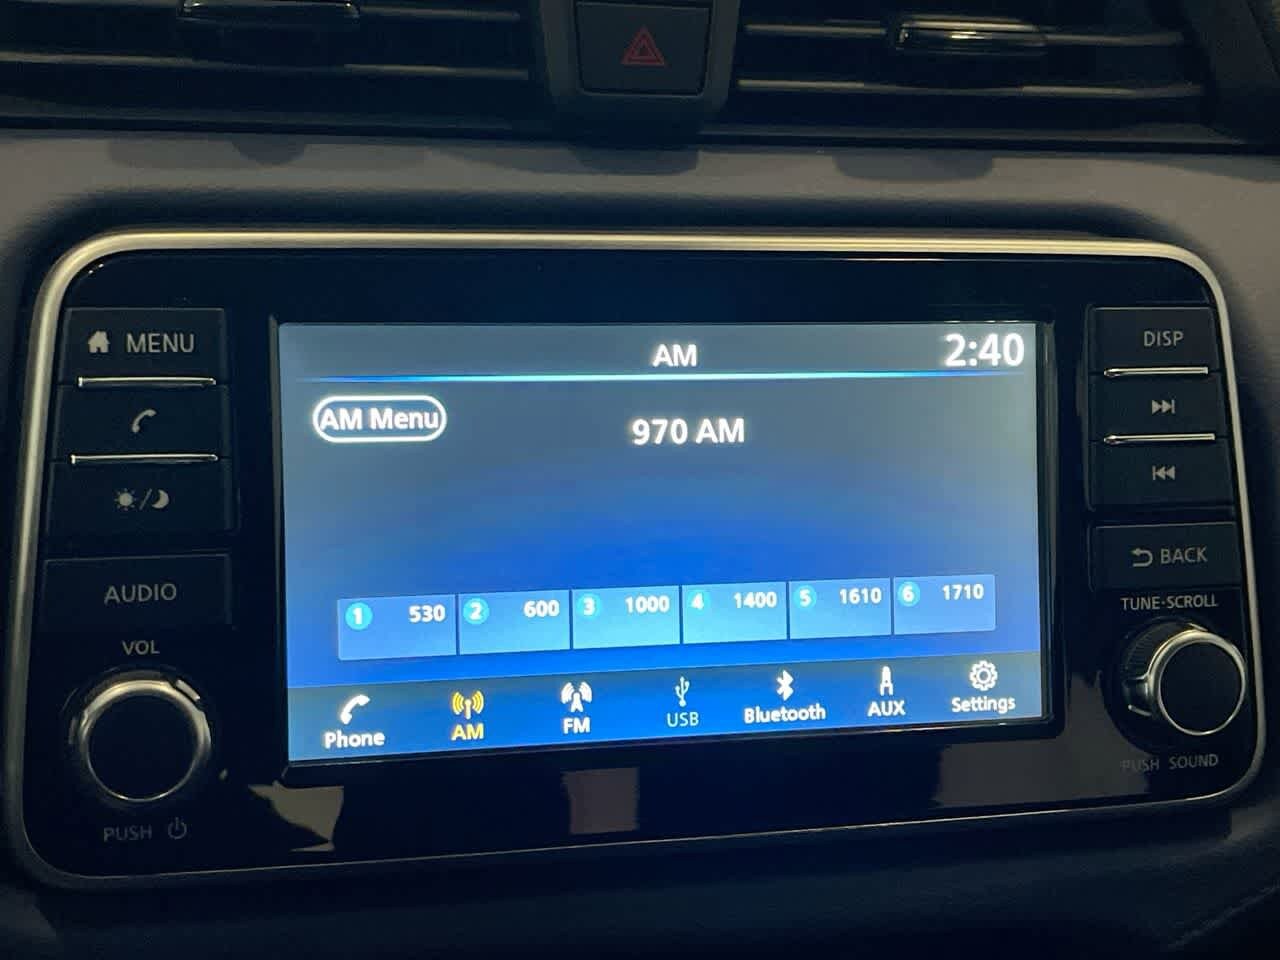 MENU
AUDIO
VOL
PUSH
AM
2:40
AM Menu
970 AM
1 530
2 600
3 1000
4 1400
5 1610
6 1710
Phone
AM
FM
USB
Bluetooth
AUX
Settings
DISP
BACK
TUNE·SCROLL
PUSH SOUND